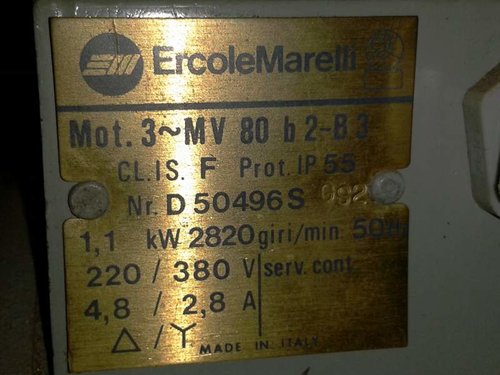 EM ErcoleMarelli
Mot. 3~MV 80 b 2-B 3
CL.IS. F Prot. IP 55
Nr. D 50496 S 092
1,1 kW 2820 giri/min 50Hz
220 / 380 V serv. cont.
4,8 / 2,8 A
Δ / Y MADE IN ITALY